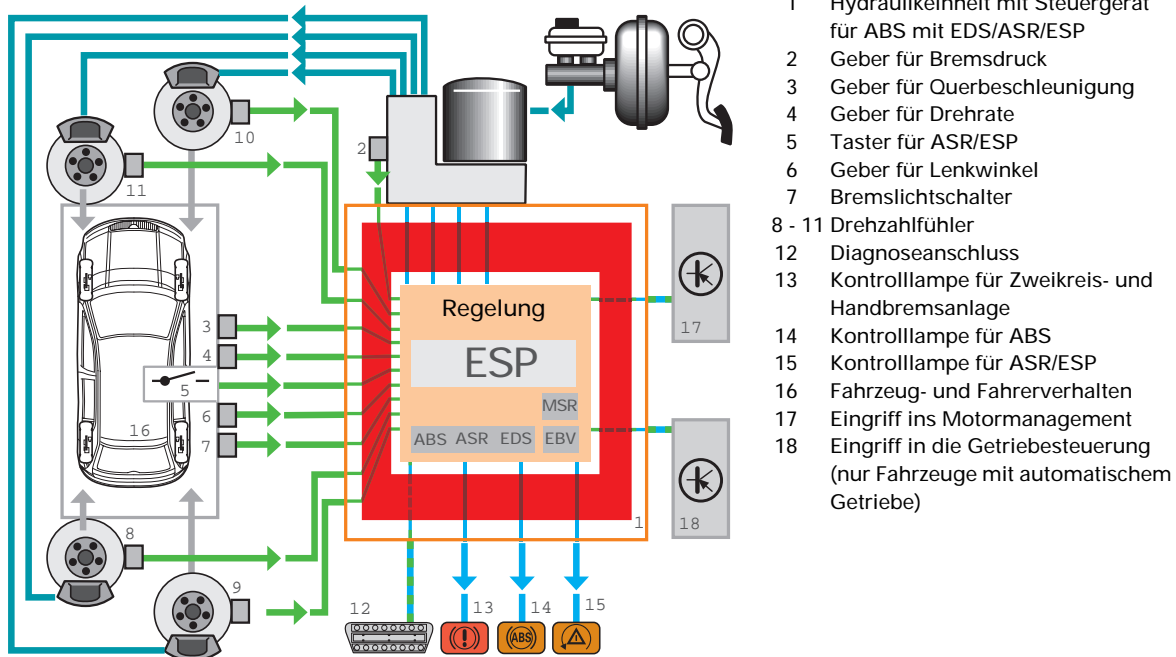 1 Hydraulikeinheit mit Steuergerät
für ABS mit EDS/ASR/ESP
2 Geber für Bremsdruck
3 Geber für Querbeschleunigung
4 Geber für Drehrate
5 Taster für ASR/ESP
6 Geber für Lenkwinkel
7 Bremslichtschalter
8 - 11 Drehzahlfühler
12 Diagnoseanschluss
13 Kontrolllampe für Zweikreis- und
Handbremsanlage
14 Kontrolllampe für ABS
15 Kontrolllampe für ASR/ESP
16 Fahrzeug- und Fahrerverhalten
17 Eingriff ins Motormanagement
18 Eingriff in die Getriebesteuerung
(nur Fahrzeuge mit automatischem
Getriebe)
10
2
11
3
4
5
6
16
7
8
9
Regelung
ESP
MSR
ABS ASR EDS EBV
17
18
1
12
13
14
15
(ABS)